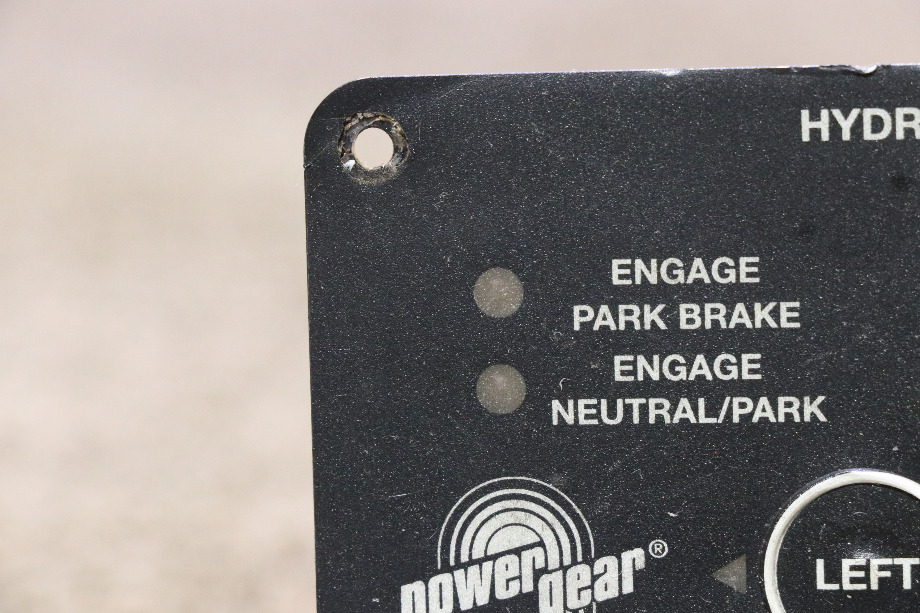 HYDR
ENGAGE
PARK BRAKE
ENGAGE
NEUTRAL/PARK
power gear®
LEFT